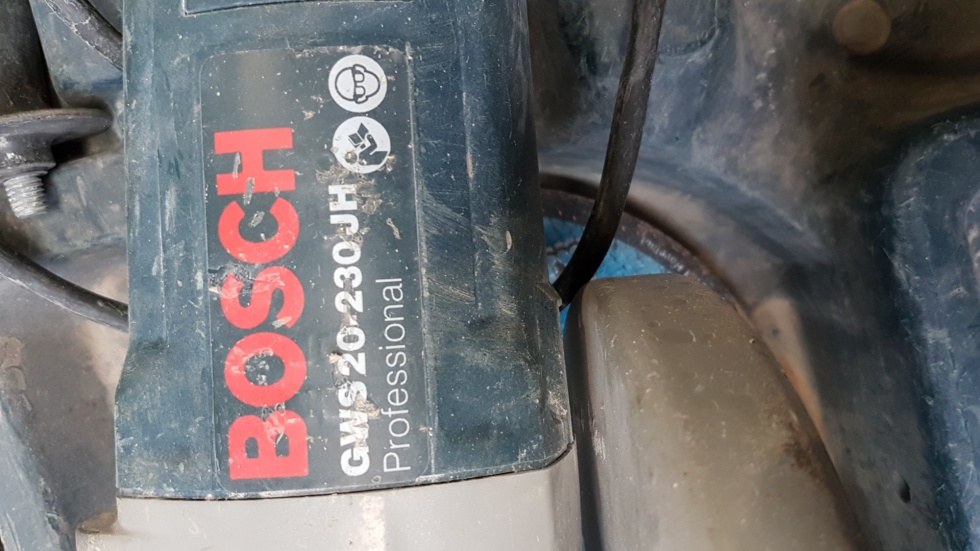 BOSCH
GWS 20-230 JH
Professional